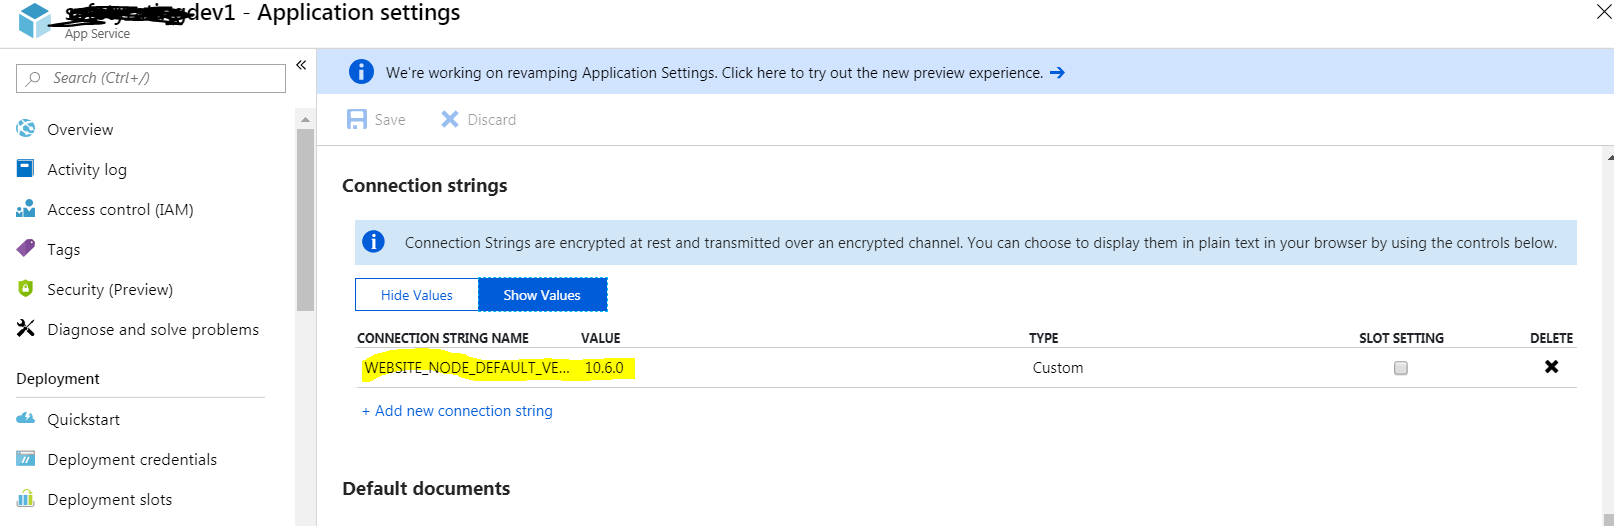 dev1 - Application settings
App Service
Search (Ctrl+/)
«
We're working on revamping Application Settings. Click here to try out the new preview experience. →
Save Discard
Overview
Activity log
Access control (IAM)
Tags
Security (Preview)
Diagnose and solve problems
Deployment
Quickstart
Deployment credentials
Deployment slots
Connection strings
Connection Strings are encrypted at rest and transmitted over an encrypted channel. You can choose to display them in plain text in your browser by using the controls below.
Hide Values Show Values
CONNECTION STRING NAME VALUE TYPE SLOT SETTING DELETE
WEBSITE_NODE_DEFAULT_VE... 10.6.0 Custom
+ Add new connection string
Default documents